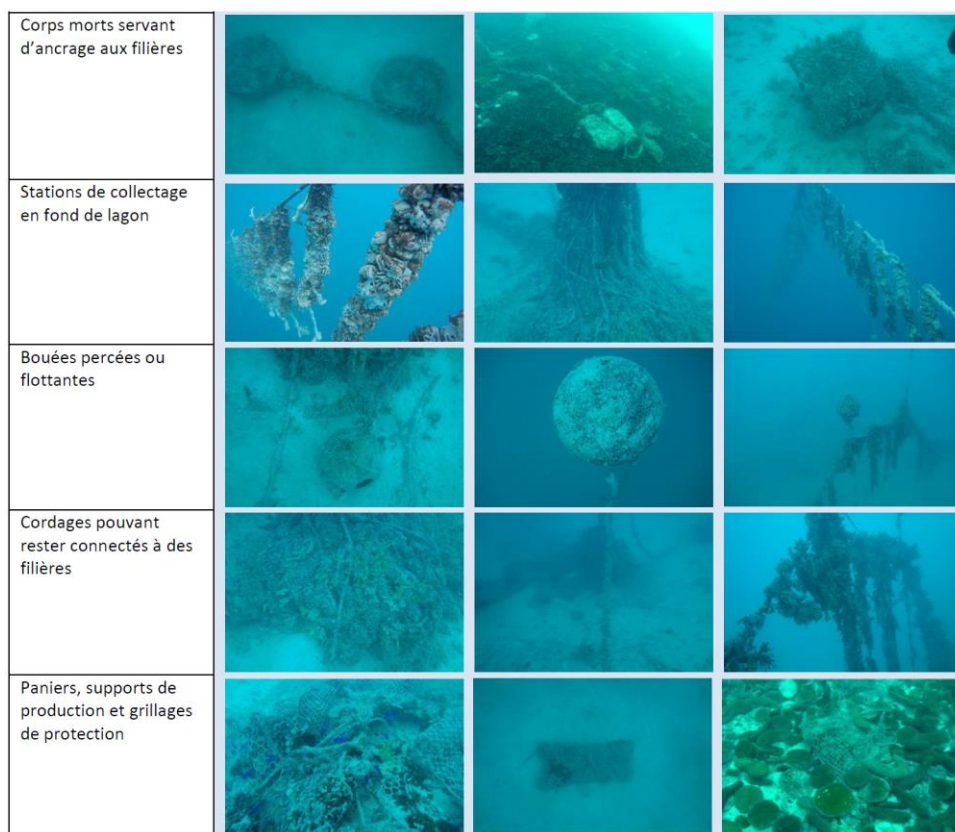 Corps morts servant
d'ancrage aux filières
Stations de collectage
en fond de lagon
Bouées percées ou
flottantes
Cordages pouvant
rester connectés à des
filières
Paniers, supports de
production et grillages
de protection